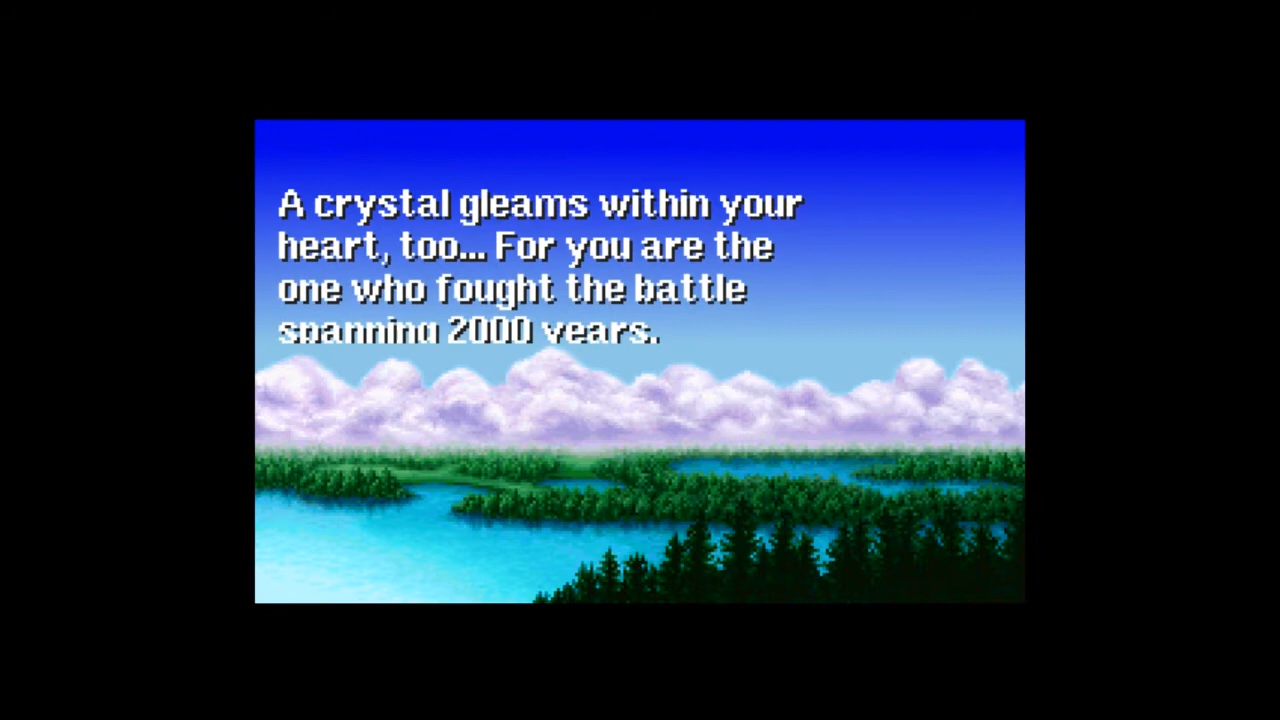 A crystal gleams within your
heart, too... For you are the
one who fought the battle
spanning 2000 years.